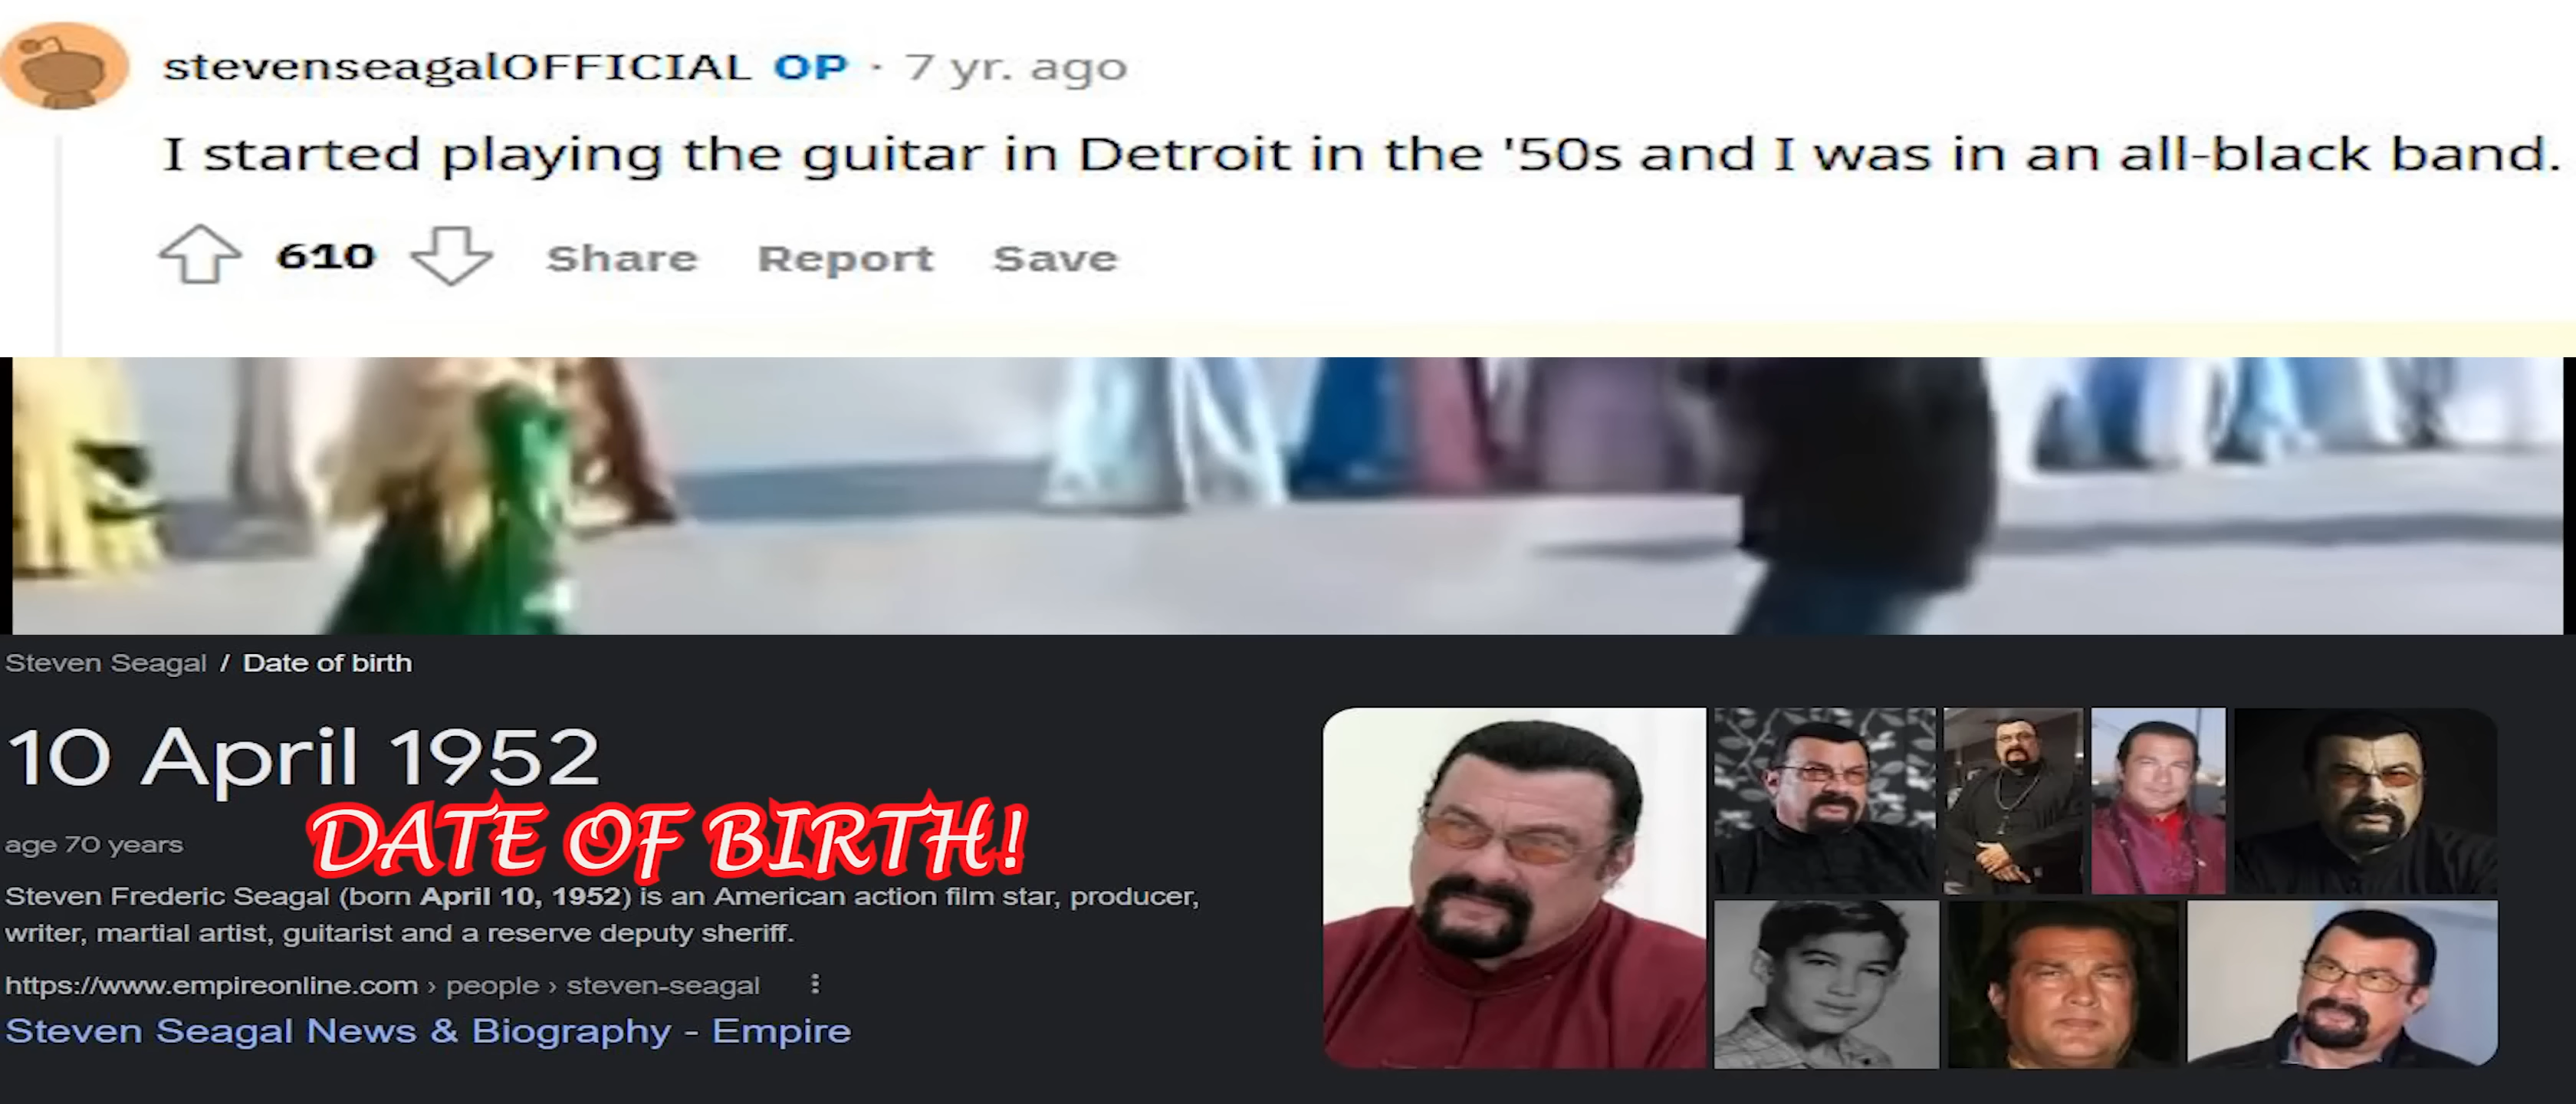 stevenseagalOFFICIAL OP · 7 yr. ago
I started playing the guitar in Detroit in the '50s and I was in an all-black band.
610 Share Report Save
Steven Seagal / Date of birth
10 April 1952
DATE OF BIRTH!
age 70 years
Steven Frederic Seagal (born April 10, 1952) is an American action film star, producer,
writer, martial artist, guitarist and a reserve deputy sheriff.
https://www.empireonline.com › people › steven-seagal
Steven Seagal News & Biography - Empire